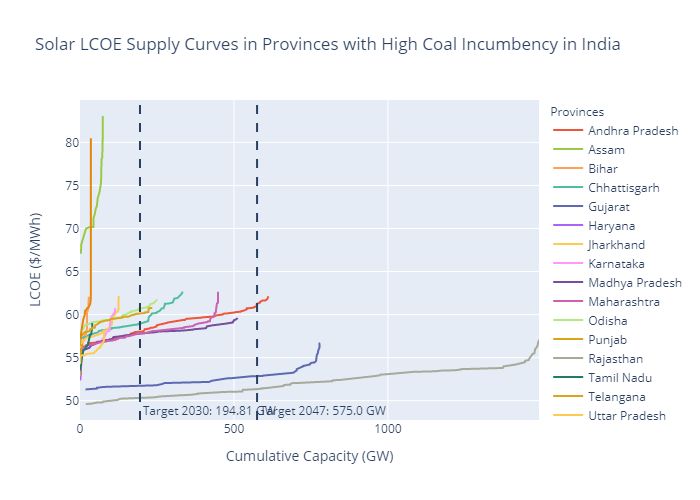 Solar LCOE Supply Curves in Provinces with High Coal Incumbency in India
Provinces
Andhra Pradesh
Assam
Bihar
Chhattisgarh
Gujarat
Haryana
Jharkhand
Karnataka
Madhya Pradesh
Maharashtra
Odisha
Punjab
Rajasthan
Tamil Nadu
Telangana
Uttar Pradesh
LCOE ($/MWh)
80
75
70
65
60
55
50
Target 2030: 194.81 GW
Target 2047: 575.0 GW
0
500
1000
Cumulative Capacity (GW)